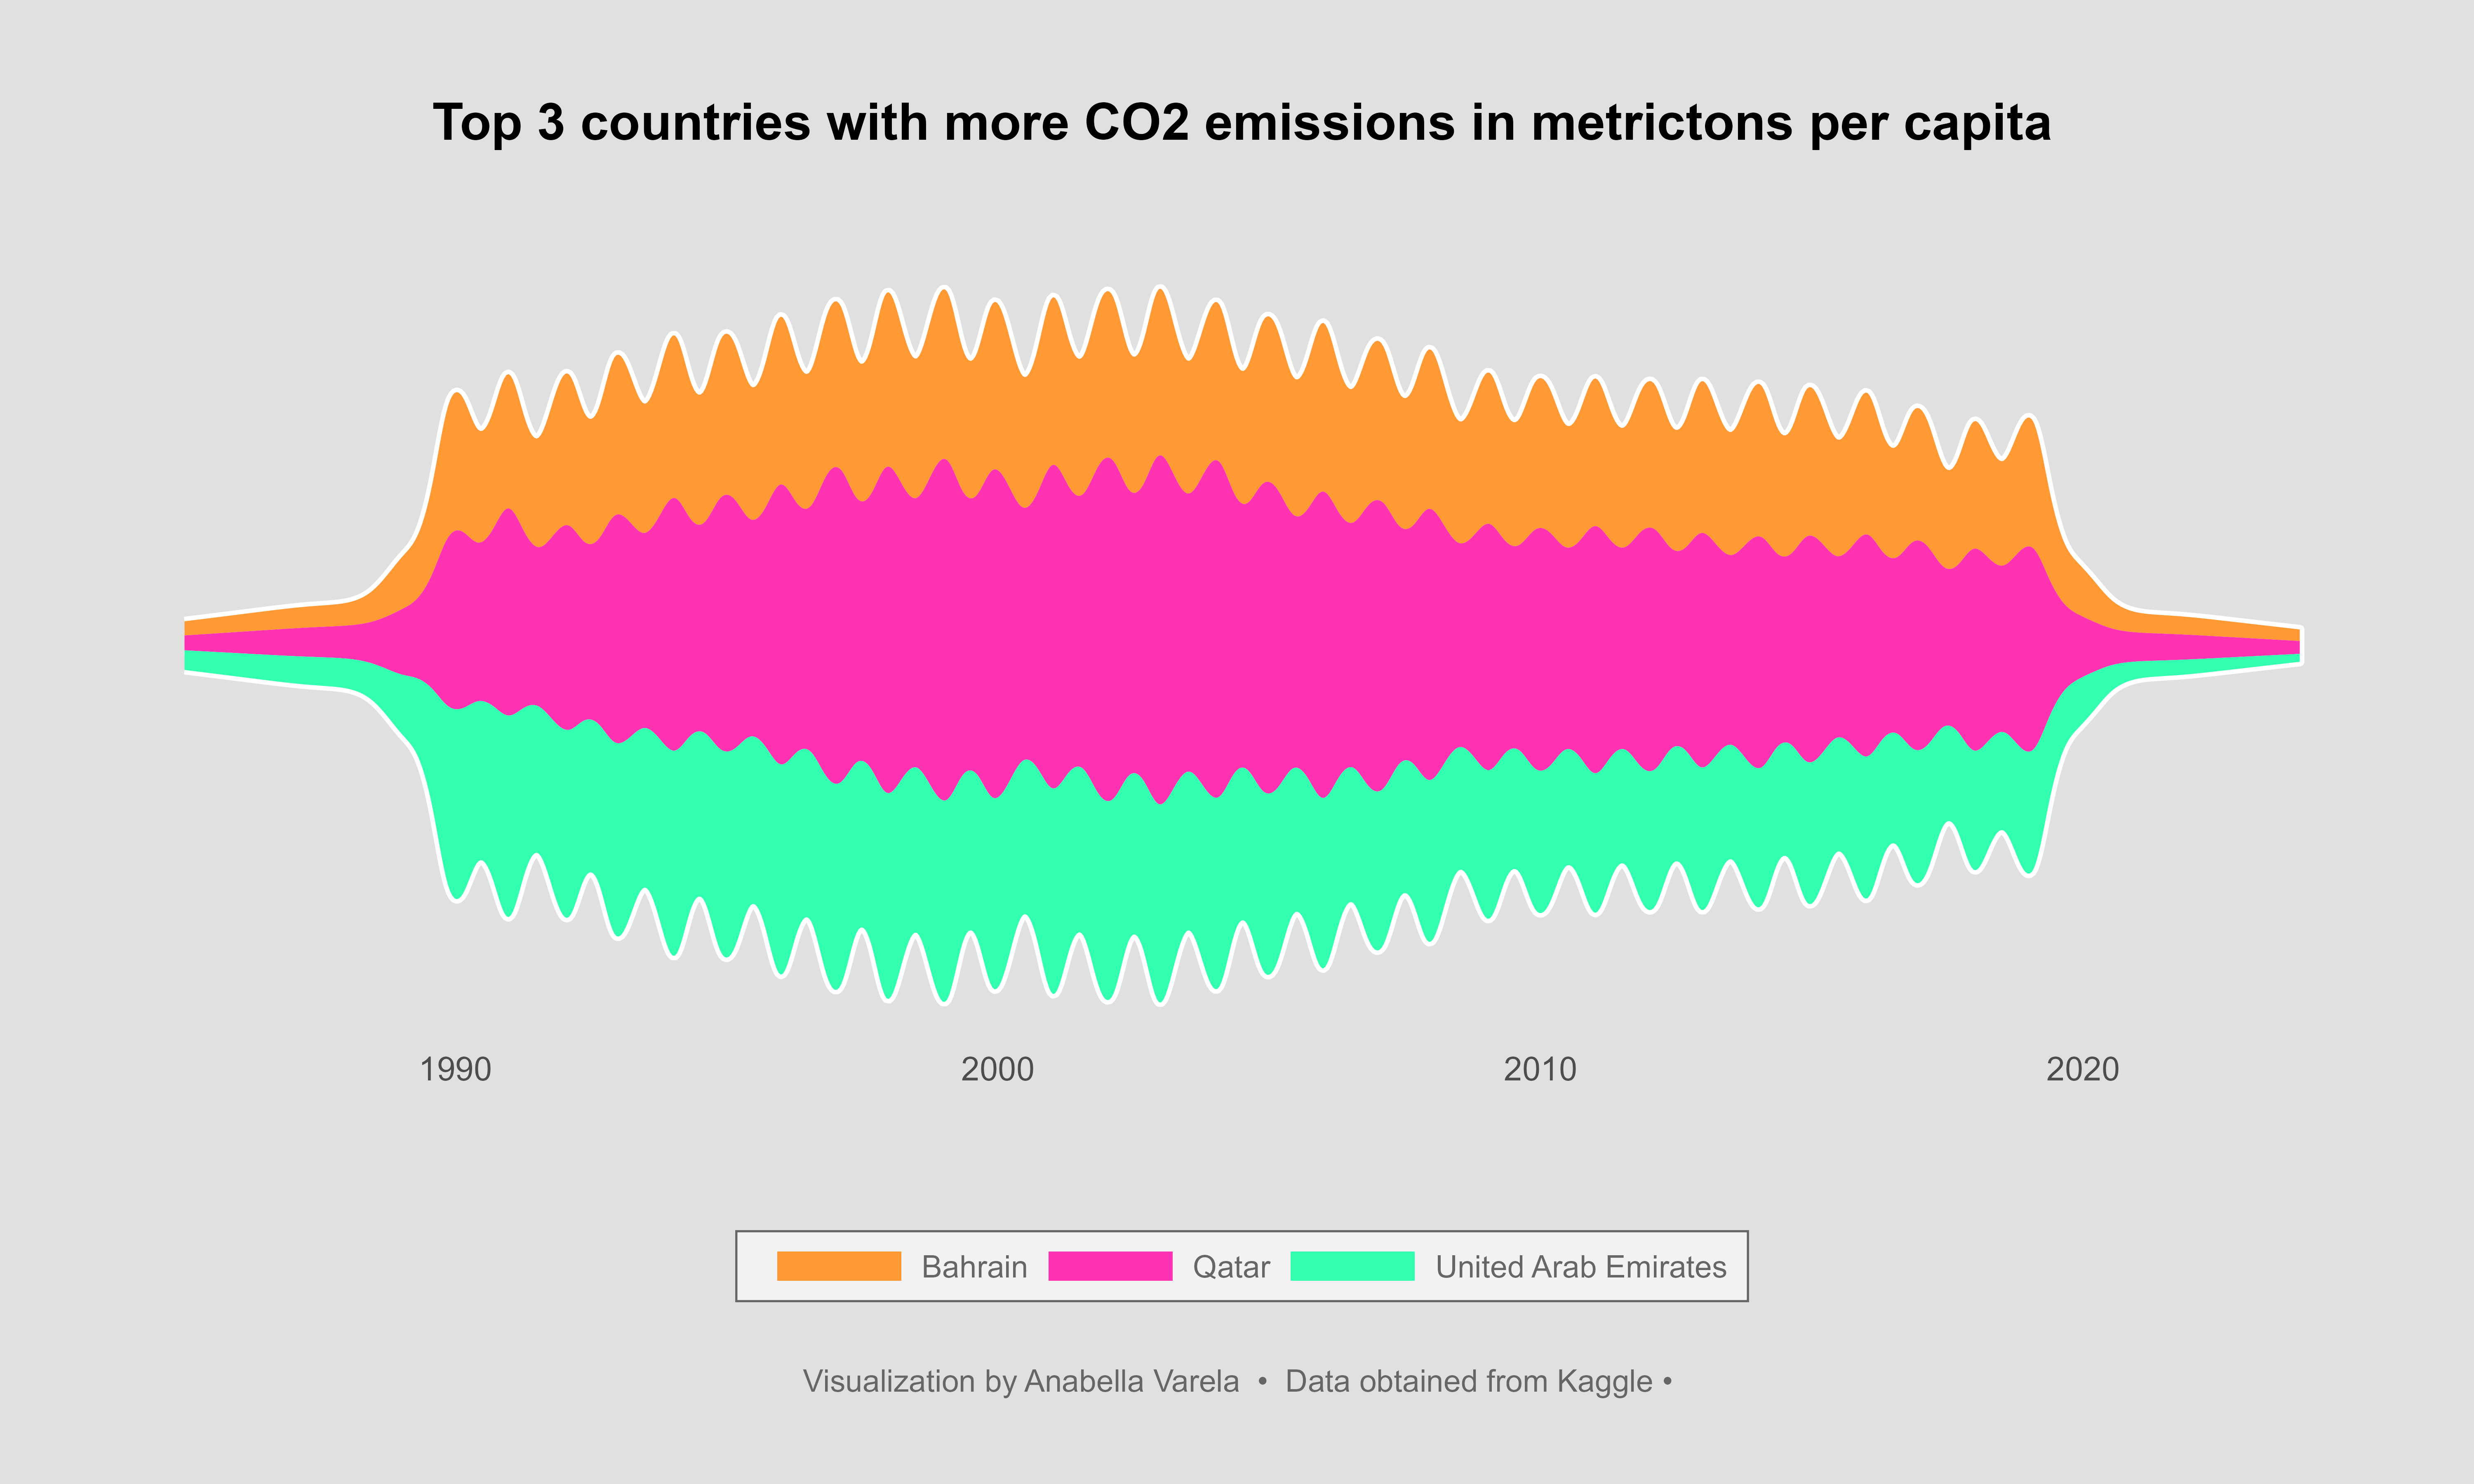 Top 3 countries with more CO2 emissions in metrictons per capita
1990 2000 2010 2020
Bahrain Qatar United Arab Emirates
Visualization by Anabella Varela • Data obtained from Kaggle •